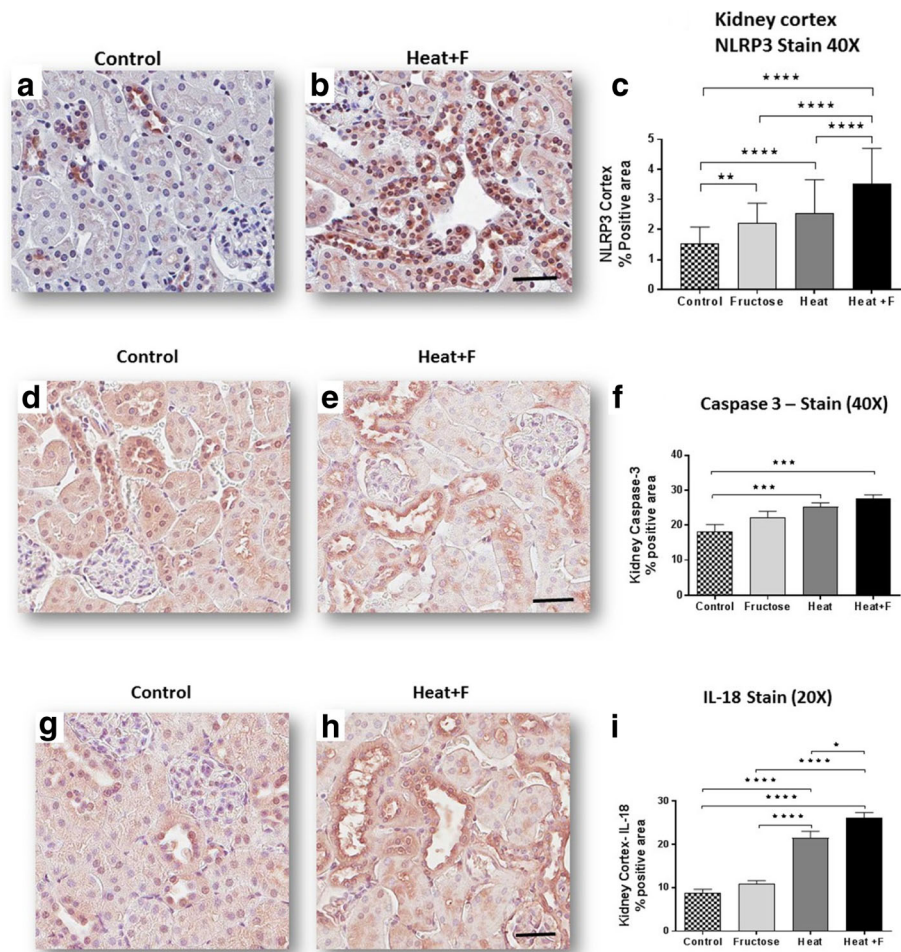 Kidney cortex
NLRP3 Stain 40X
Control
Heat+F
a
b
c
★★★★
★★★★
★★★★
★★★★
★★
NLRP3 Cortex
% Positive area
5
4
3
2
1
0
Control Fructose Heat Heat +F
Control
Heat+F
d
e
f
Caspase 3 – Stain (40X)
★★★
★★★
Kidney Caspase-3
% positive area
30
20
10
0
Control Fructose Heat Heat+F
Control
Heat+F
g
h
i
IL-18 Stain (20X)
★
★★★★
★★★★
★★★★
★★★★
Kidney Cortex- IL-18
% positive area
30
20
10
0
Control Fructose Heat Heat +F